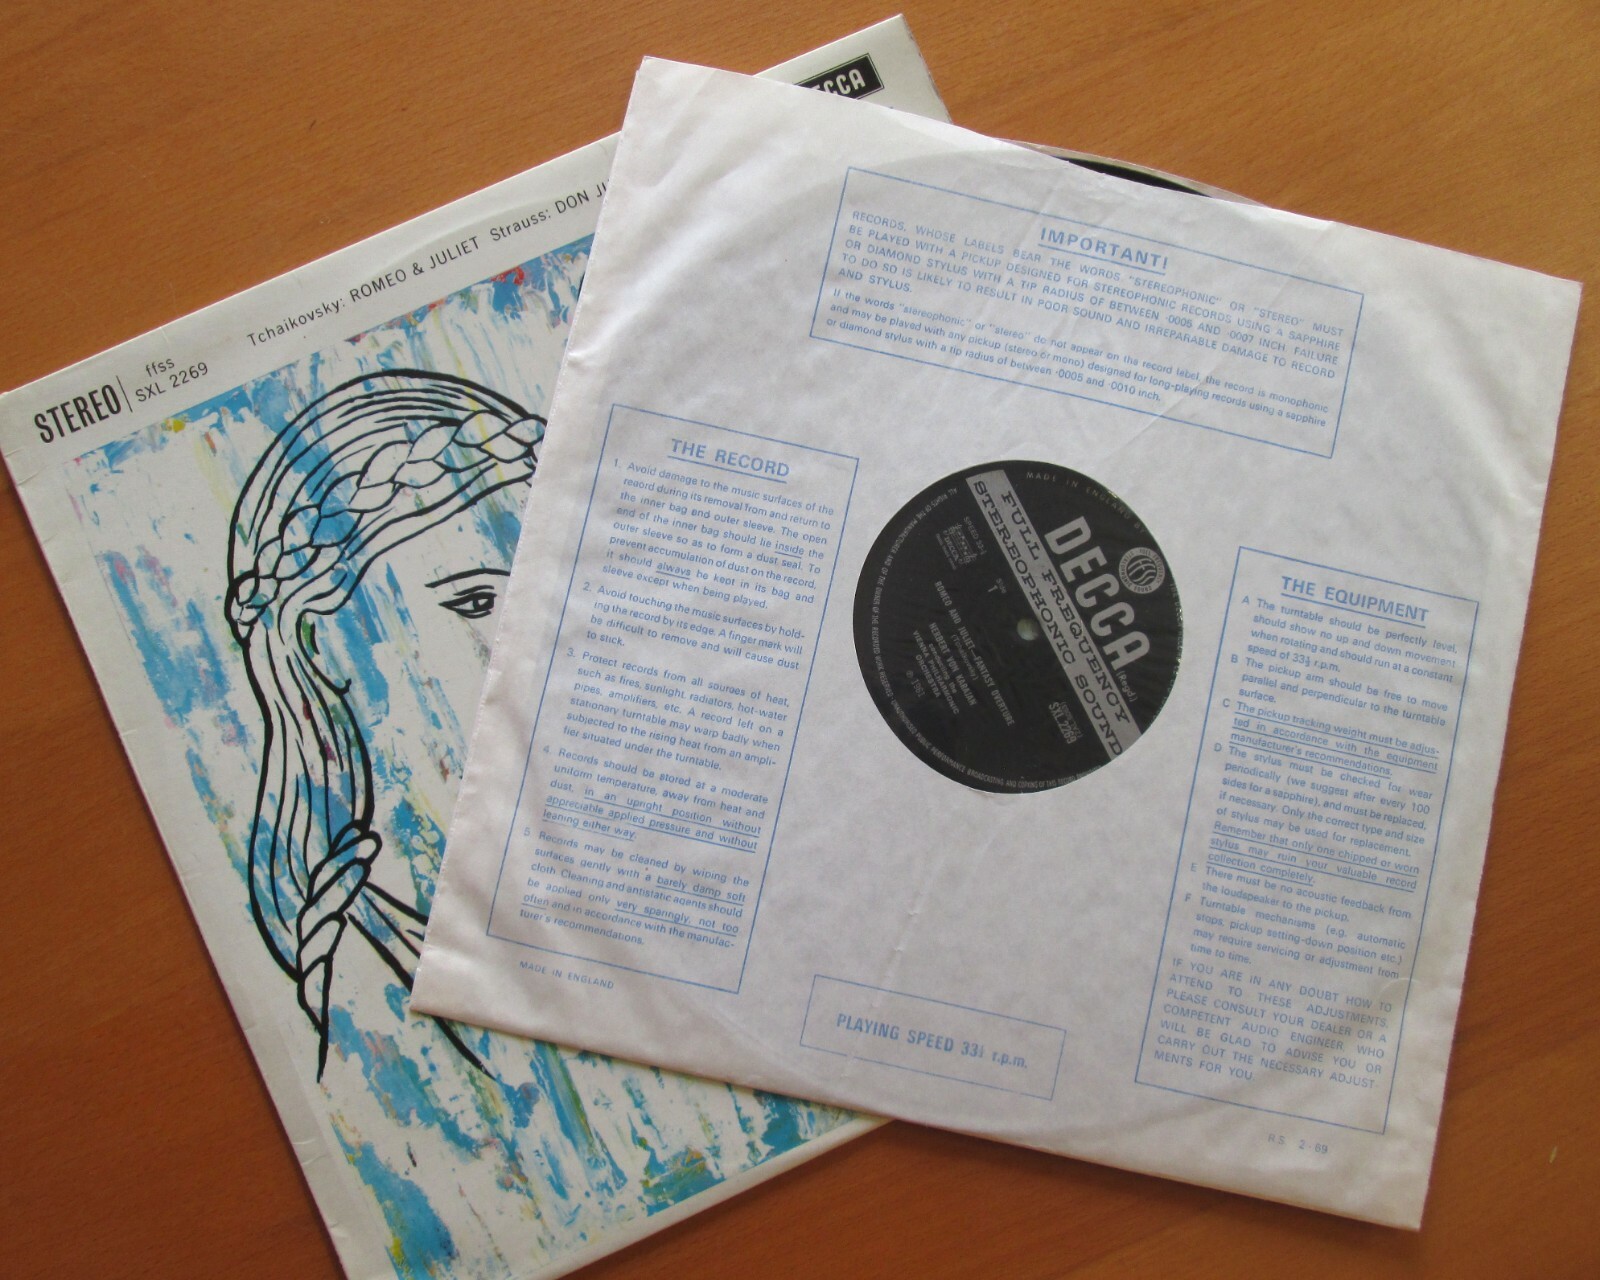 DECCA
Tchaikovsky: ROMEO & JULIET Strauss: DON
STEREO
ffss
SXL 2269
IMPORTANT!
RECORDS, WHOSE LABELS BEAR THE WORDS "STEREOPHONIC" OR "STEREO" MUST
BE PLAYED WITH A PICKUP DESIGNED FOR STEREOPHONIC RECORDS USING A SAPPHIRE
OR DIAMOND STYLUS WITH A TIP RADIUS OF BETWEEN ·0005 AND ·0007 INCH. FAILURE
TO DO SO IS LIKELY TO RESULT IN POOR SOUND AND IRREPARABLE DAMAGE TO RECORD
AND STYLUS.
If the words "stereophonic" or "stereo" do not appear on the record label, the record is monophonic
and may be played with any pickup (stereo or mono) designed for long-playing records using a sapphire
or diamond stylus with a tip radius of between ·0005 and ·0010 inch.
THE RECORD
1. Avoid damage to the music surfaces of the
record during its removal from and return to
the inner bag and outer sleeve. The open
end of the inner bag should lie inside the
outer sleeve so as to form a dust seal. To
prevent accumulation of dust on the record,
it should always be kept in its bag and
sleeve except when being played.
2. Avoid touching the music surfaces by hold-
ing the record by its edge. A finger mark will
be difficult to remove and will cause dust
to stick.
3. Protect records from all sources of heat,
such as fires, sunlight, radiators, hot-water
pipes, amplifiers, etc. A record left on a
stationary turntable may warp badly when
subjected to the rising heat from an ampli-
fier situated under the turntable.
4. Records should be stored at a moderate
uniform temperature, away from heat and
dust, in an upright position without
appreciable applied pressure and without
leaning either way.
5. Records may be cleaned by wiping the
surfaces gently with a barely damp soft
cloth. Cleaning and antistatic agents should
be applied only very sparingly, not too
often and in accordance with the manufac-
turer's recommendations.
MADE IN ENGLAND
MADE IN ENGLAND BY
DECCA
(Regd)
FULL FREQUENCY
STEREOPHONIC SOUND
SPEED 33⅓
SIDE
1
SXL.2269
ROMEO AND JULIET—FANTASY OVERTURE
(Tchaikovsky)
HERBERT VON KARAJAN
conducting the
VIENNA PHILHARMONIC
ORCHESTRA
THE EQUIPMENT
A The turntable should be perfectly level,
should show no up and down movement
when rotating and should run at a constant
speed of 33⅓ r.p.m.
B The pickup arm should be free to move
parallel and perpendicular to the turntable
surface.
C The pickup tracking weight must be adjus-
ted in accordance with the equipment
manufacturer's recommendations.
D The stylus must be checked for wear
periodically (we suggest after every 100
sides for a sapphire), and must be replaced,
if necessary. Only the correct type and size
of stylus may be used for replacement.
Remember that only one chipped or worn
stylus may ruin your valuable record
collection completely.
E There must be no acoustic feedback from
the loudspeaker to the pickup.
F Turntable mechanisms (e.g. automatic
stops, pickup setting-down position etc.)
may require servicing or adjustment from
time to time.
IF YOU ARE IN ANY DOUBT HOW TO
ATTEND TO THESE ADJUSTMENTS,
PLEASE CONSULT YOUR DEALER OR A
COMPETENT AUDIO ENGINEER WHO
WILL BE GLAD TO ADVISE YOU OR
CARRY OUT THE NECESSARY ADJUST-
MENTS FOR YOU
PLAYING SPEED 33⅓ r.p.m.
R.S. 2-69